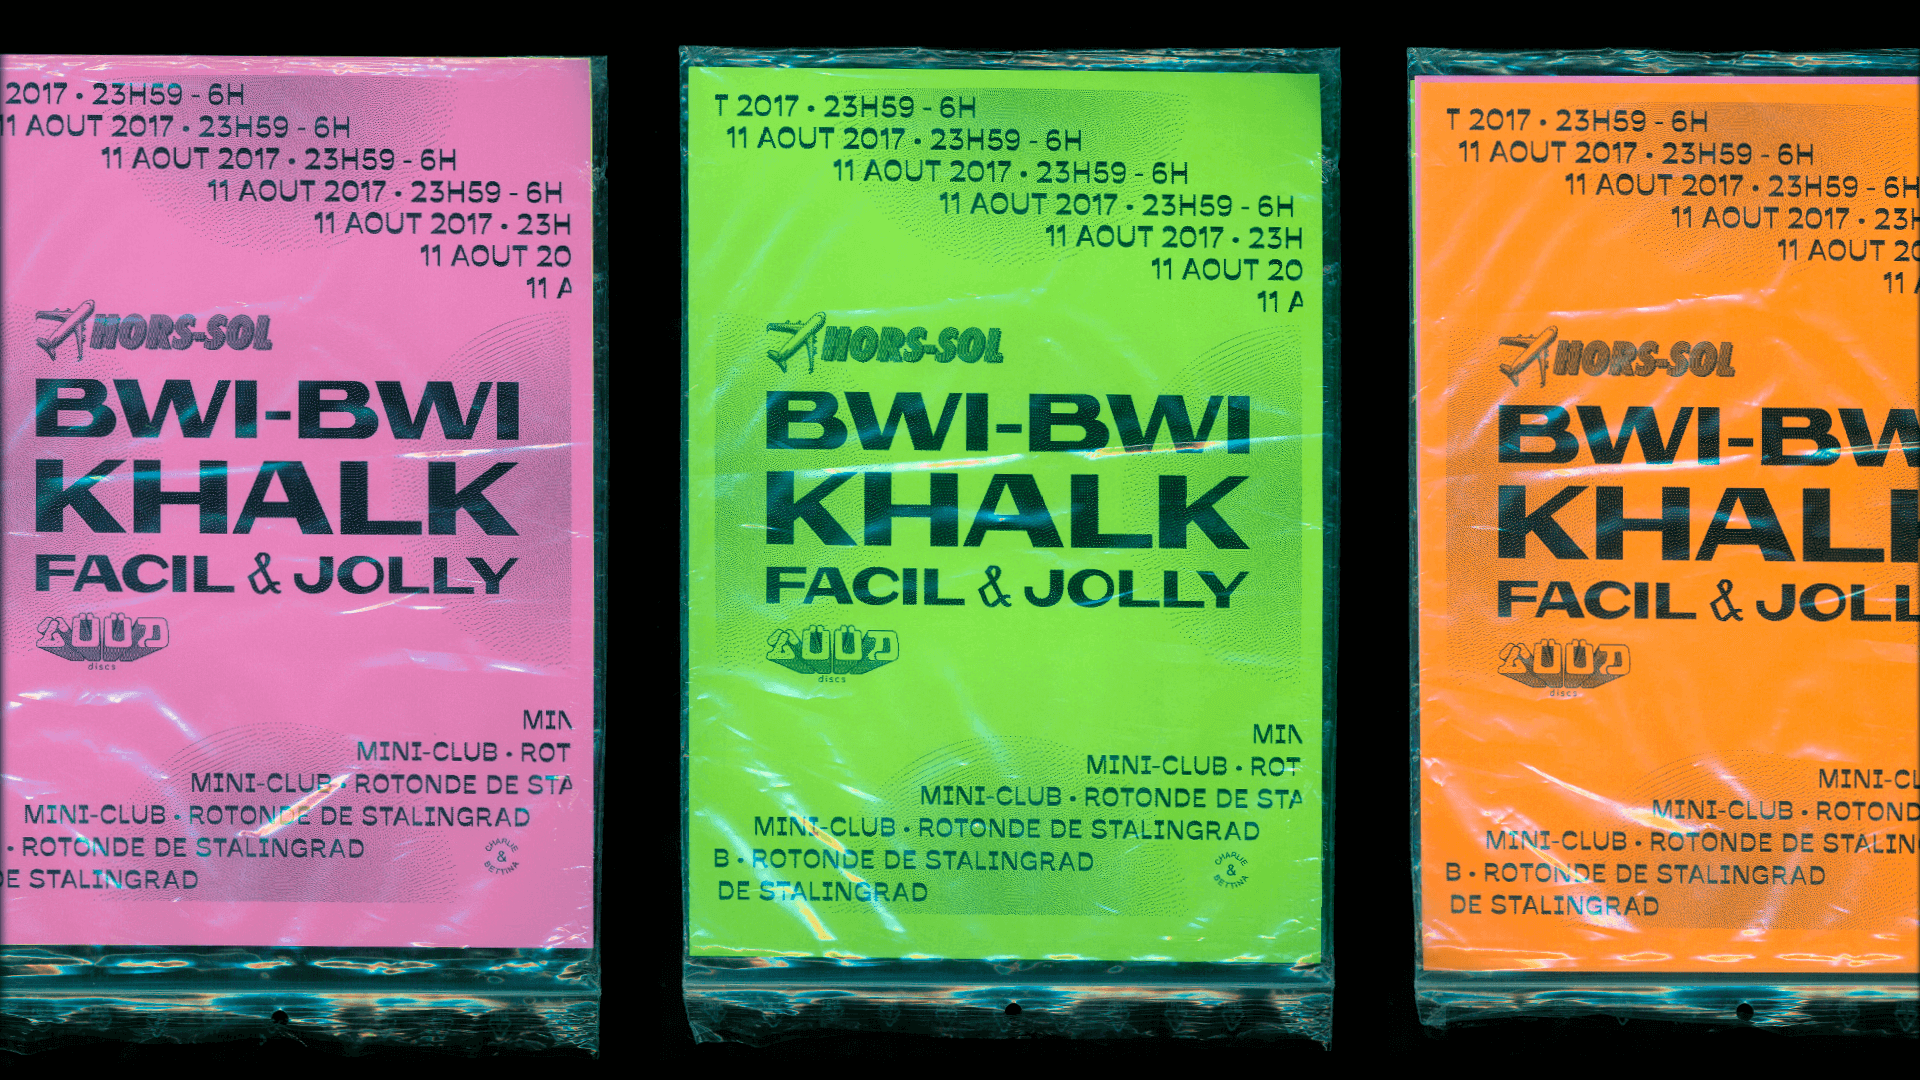 2017 • 23H59 - 6H
11 AOUT 2017 • 23H59 - 6H
11 AOUT 2017 • 23H59 - 6H
11 AOUT 2017 • 23H59 - 6H
11 AOUT 2017 • 23H
11 AOUT 20
11 A
HORS-SOL
BWI-BWI
KHALK
FACIL & JOLLY
GOOD
discs
MIN
MINI-CLUB • ROT
MINI-CLUB • ROTONDE DE STA
MINI-CLUB • ROTONDE DE STALINGRAD
• ROTONDE DE STALINGRAD
DE STALINGRAD
CHARLIE
&
BETTINA
T 2017 • 23H59 - 6H
11 AOUT 2017 • 23H59 - 6H
11 AOUT 2017 • 23H59 - 6H
11 AOUT 2017 • 23H59 - 6H
11 AOUT 2017 • 23H
11 AOUT 20
11 A
HORS-SOL
BWI-BWI
KHALK
FACIL & JOLLY
GOOD
discs
MIN
MINI-CLUB • ROT
MINI-CLUB • ROTONDE DE STA
MINI-CLUB • ROTONDE DE STALINGRAD
B • ROTONDE DE STALINGRAD
DE STALINGRAD
CHARLIE
&
BETTINA
T 2017 • 23H59 - 6H
11 AOUT 2017 • 23H59 - 6H
11 AOUT 2017 • 23H59 - 6H
11 AOUT 2017 • 23H
11 AOUT 20
11 A
HORS-SOL
BWI-BW
KHALK
FACIL & JOLL
GOOD
discs
MINI-CL
MINI-CLUB • ROTOND
MINI-CLUB • ROTONDE DE STALIN
B • ROTONDE DE STALINGRAD
DE STALINGRAD